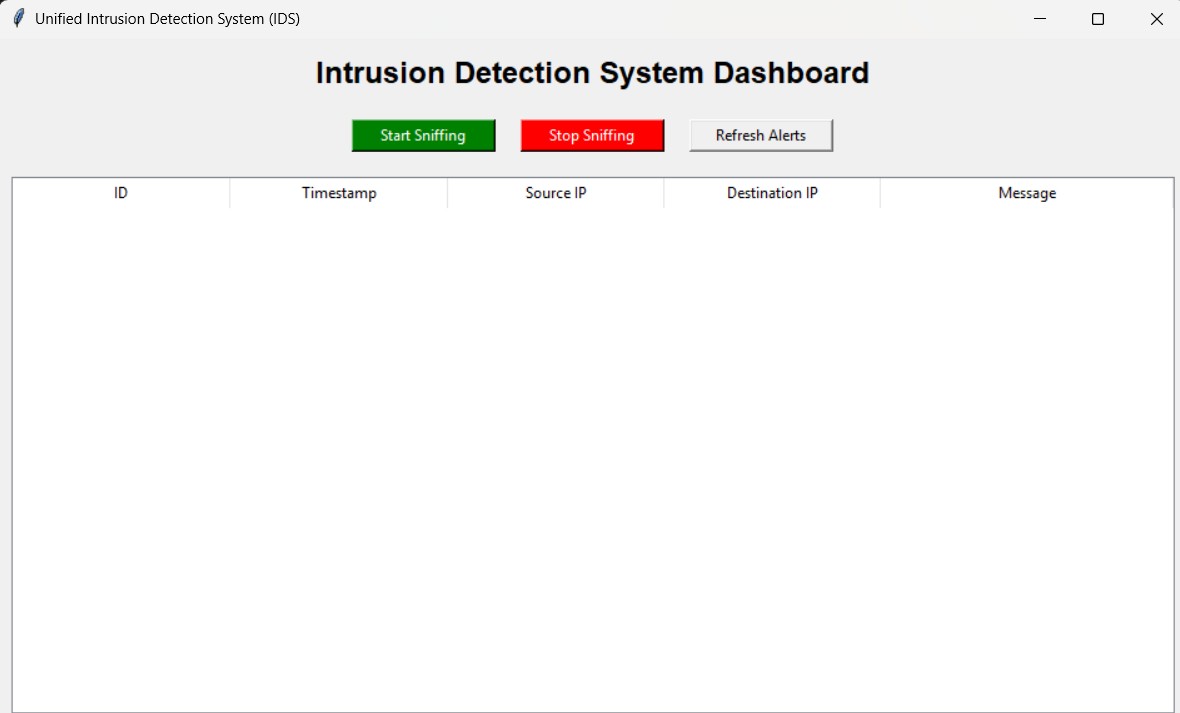 Unified Intrusion Detection System (IDS)
Intrusion Detection System Dashboard
Start Sniffing Stop Sniffing Refresh Alerts
ID Timestamp Source IP Destination IP Message